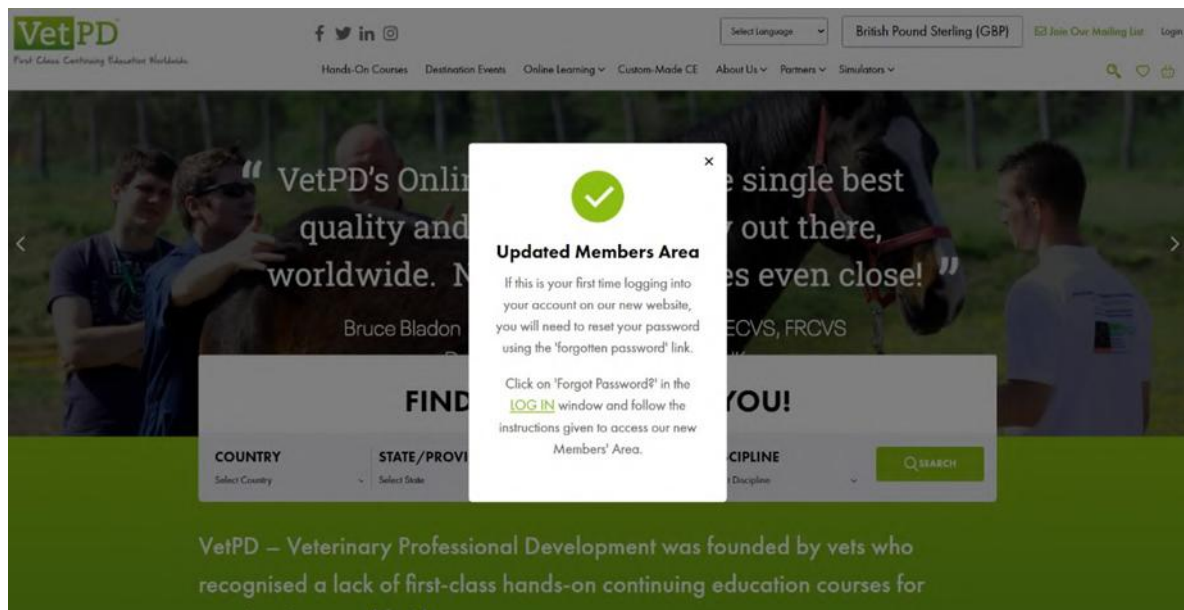 VetPD
First Class Continuing Education Worldwide
Select Language
British Pound Sterling (GBP)
Join Our Mailing List
Login
Hands-On Courses
Destination Events
Online Learning
Custom-Made CE
About Us
Partners
Simulators
“ VetPD's Onlin e single best
quality and y out there,
worldwide. N es even close! ”
Bruce Bladon ECVS, FRCVS
×
Updated Members Area
If this is your first time logging into
your account on our new website,
you will need to reset your password
using the 'forgotten password' link.
Click on 'Forgot Password?' in the
LOG IN window and follow the
instructions given to access our new
Members' Area.
FIND YOU!
COUNTRY
Select Country
STATE/PROVI
Select State
CIPLINE
t Discipline
SEARCH
VetPD – Veterinary Professional Development was founded by vets who
recognised a lack of first-class hands-on continuing education courses for